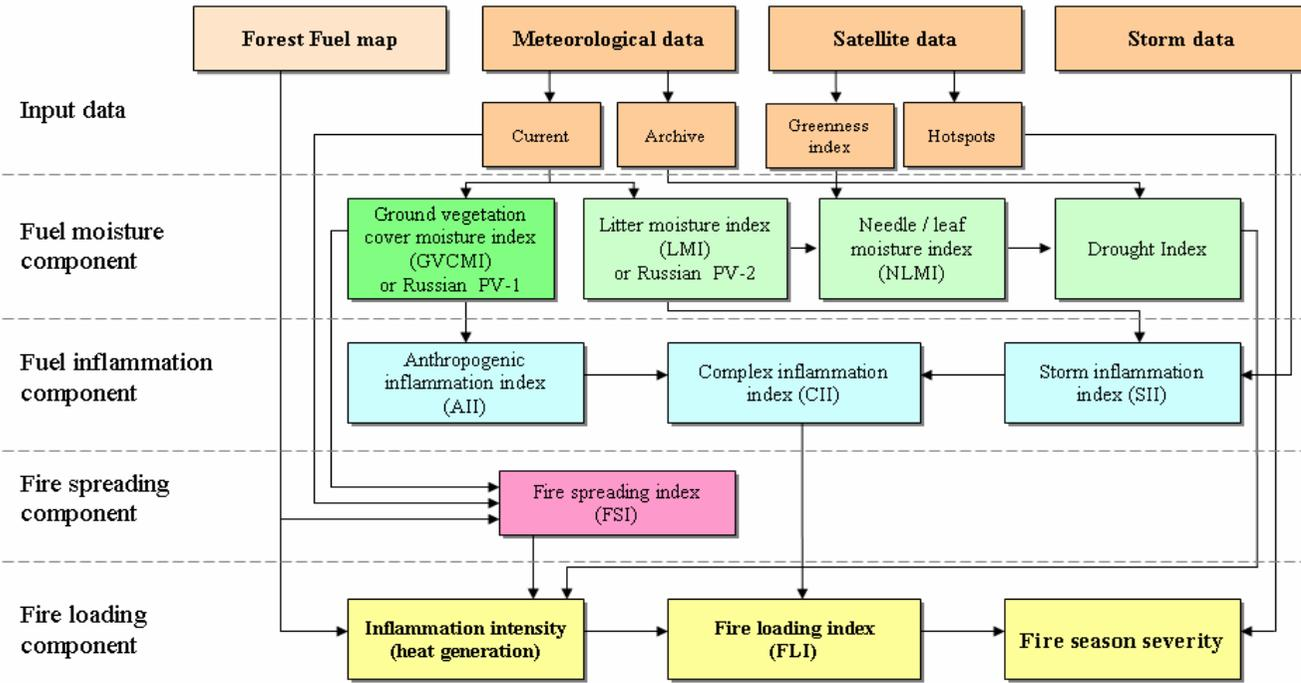 Forest Fuel map
Meteorological data
Satellite data
Storm data
Input data
Current
Archive
Greenness
index
Hotspots
Fuel moisture
component
Ground vegetation
cover moisture index
(GVCMI)
or Russian PV-1
Litter moisture index
(LMI)
or Russian PV-2
Needle / leaf
moisture index
(NLMI)
Drought Index
Fuel inflammation
component
Anthropogenic
inflammation index
(AII)
Complex inflammation
index (CII)
Storm inflammation
index (SII)
Fire spreading
component
Fire spreading index
(FSI)
Fire loading
component
Inflammation intensity
(heat generation)
Fire loading index
(FLI)
Fire season severity